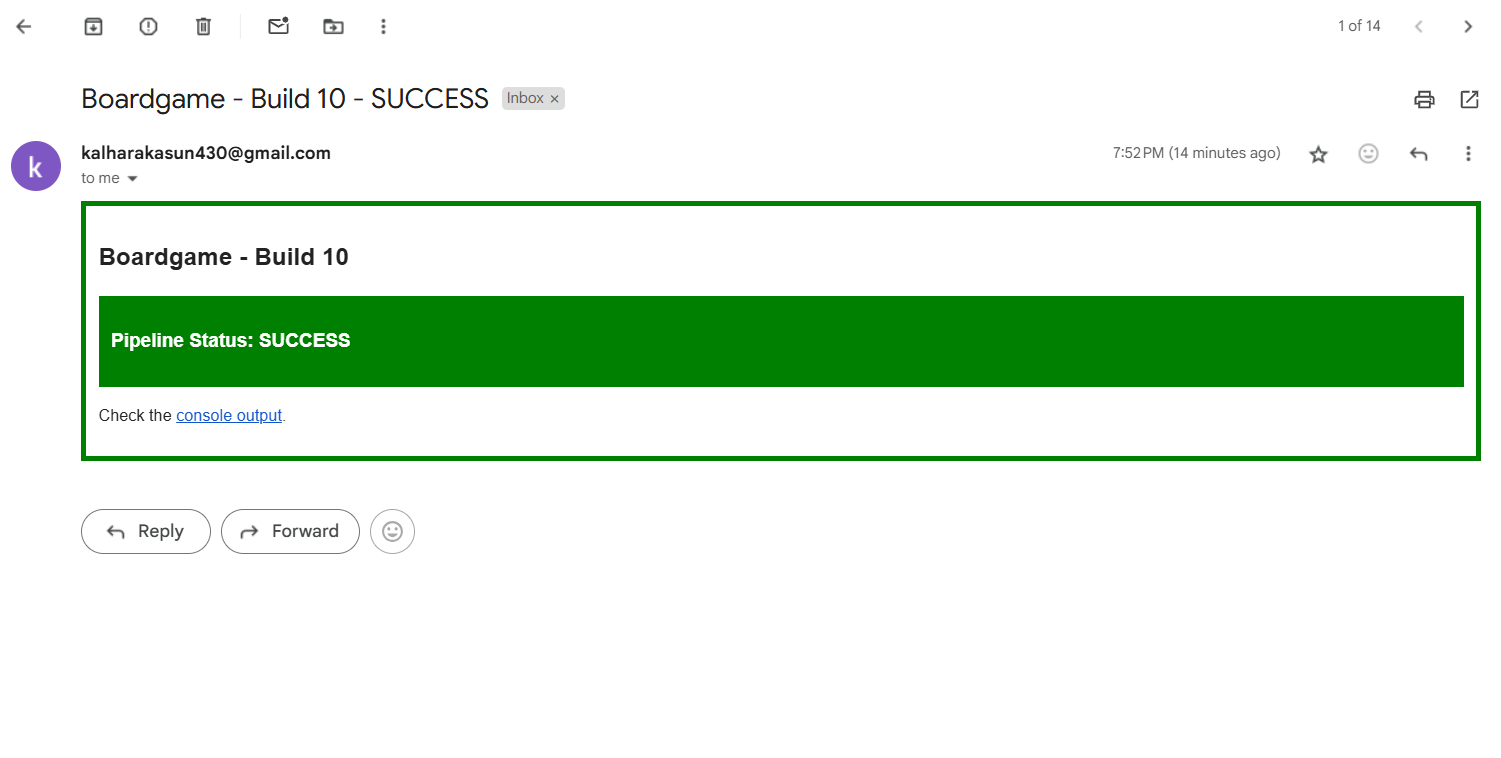 1 of 14
Boardgame - Build 10 - SUCCESS Inbox ×
k
kalharakasun430@gmail.com 7:52 PM (14 minutes ago)
to me
Boardgame - Build 10
Pipeline Status: SUCCESS
Check the console output.
Reply Forward